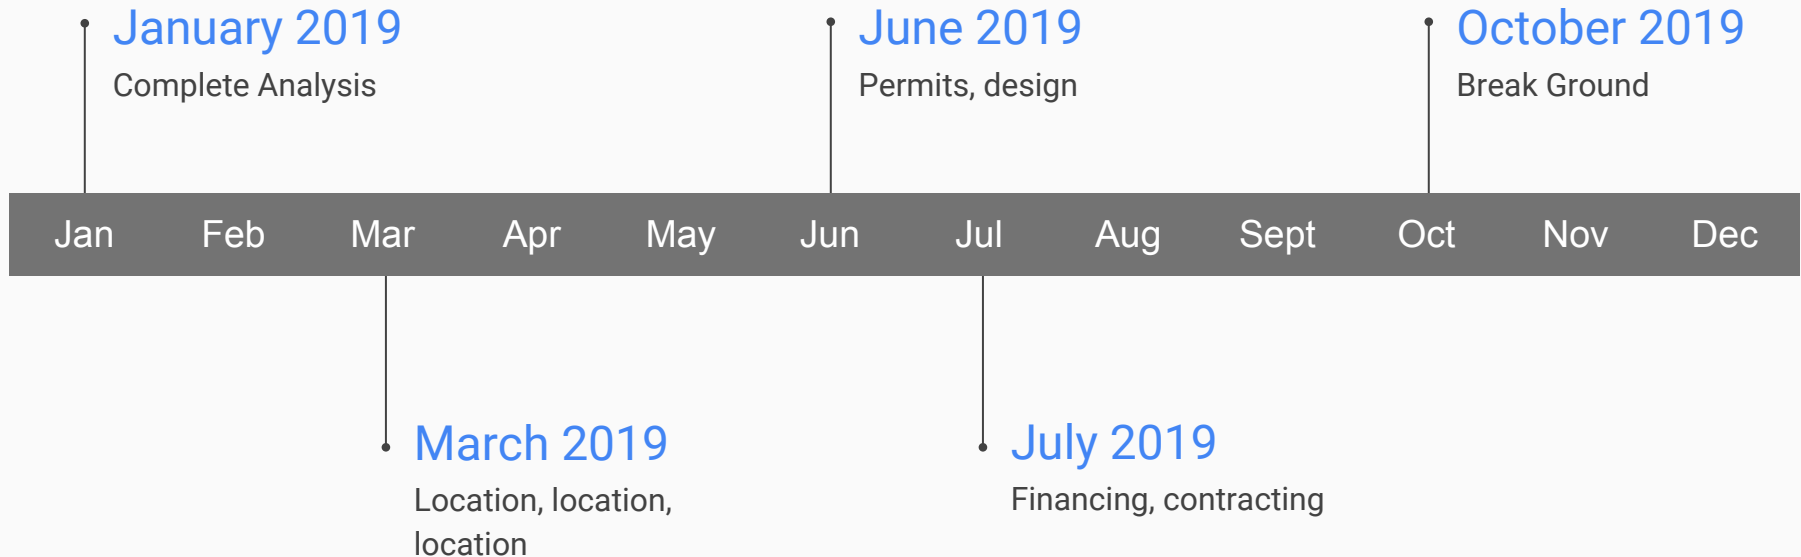 January 2019
Complete Analysis
June 2019
Permits, design
October 2019
Break Ground
Jan Feb Mar Apr May Jun Jul Aug Sept Oct Nov Dec
March 2019
Location, location,
location
July 2019
Financing, contracting